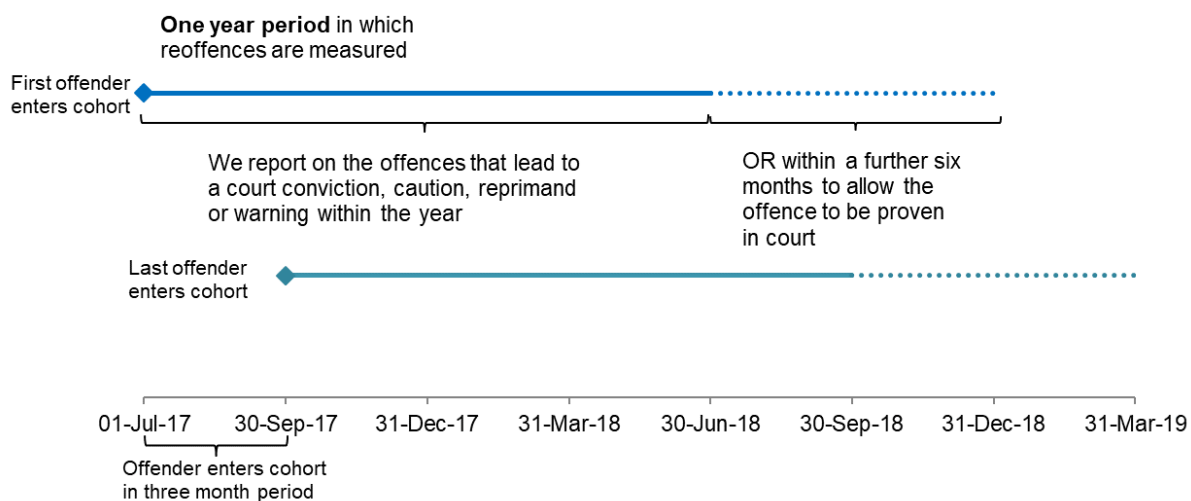 One year period in which
reoffences are measured
First offender
enters cohort
We report on the offences that lead to
a court conviction, caution, reprimand
or warning within the year
OR within a further six
months to allow the
offence to be proven
in court
Last offender
enters cohort
01-Jul-17 30-Sep-17 31-Dec-17 31-Mar-18 30-Jun-18 30-Sep-18 31-Dec-18 31-Mar-19
Offender enters cohort
in three month period